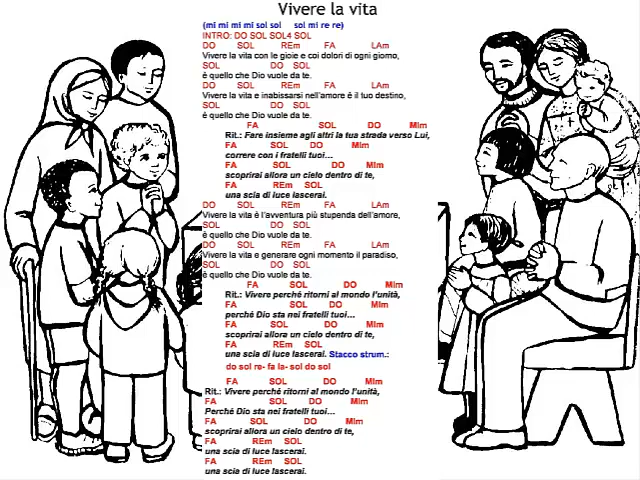 Vivere la vita
(mi mi mi mi sol sol sol mi re re)
INTRO: DO SOL SOL4 SOL
DO SOL REm FA LAm
Vivere la vita con le gioie e coi dolori di ogni giorno,
SOL DO SOL
è quello che Dio vuole da te.
DO SOL REm FA LAm
Vivere la vita e inabissarsi nell'amore è il tuo destino,
SOL DO SOL
è quello che Dio vuole da te.
FA SOL DO MIm
Rit.: Fare insieme agli altri la tua strada verso Lui,
FA SOL DO MIm
correre con i fratelli tuoi...
FA SOL DO MIm
scoprirai allora un cielo dentro di te,
FA REm SOL
una scia di luce lascerai.
DO SOL REm FA LAm
Vivere la vita è l'avventura più stupenda dell'amore,
SOL DO SOL
è quello che Dio vuole da te.
DO SOL REm FA LAm
Vivere la vita e generare ogni momento il paradiso,
SOL DO SOL
è quello che Dio vuole da te.
FA SOL DO MIm
Rit.: Vivere perché ritorni al mondo l'unità,
FA SOL DO MIm
perché Dio sta nei fratelli tuoi...
FA SOL DO MIm
scoprirai allora un cielo dentro di te,
FA REm SOL
una scia di luce lascerai. Stacco strum.:
do sol re- fa la- sol do sol
FA SOL DO MIm
Rit.: Vivere perché ritorni al mondo l'unità,
FA SOL DO MIm
Perché Dio sta nei fratelli tuoi...
FA SOL DO MIm
scoprirai allora un cielo dentro di te,
FA REm SOL
una scia di luce lascerai.
FA REm SOL
una scia di luce lascerai.